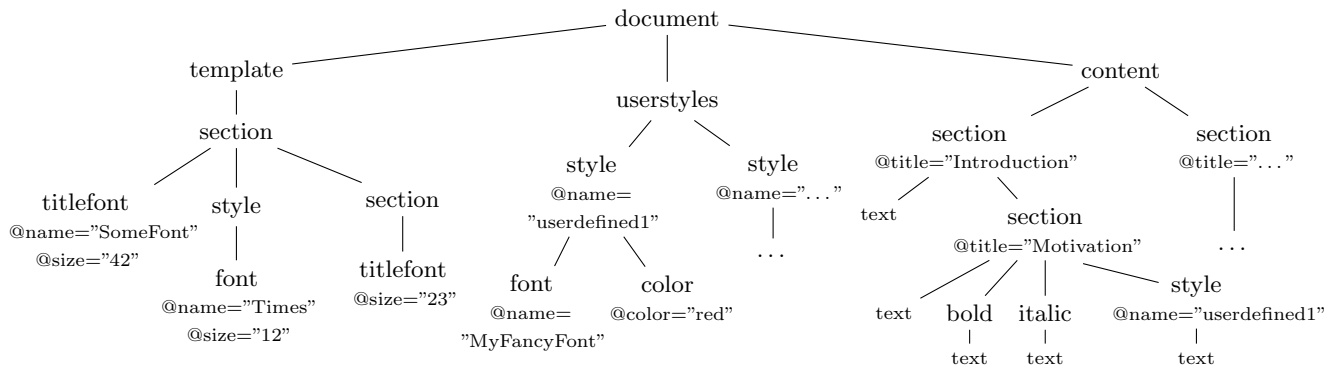 document
template
userstyles
content
section
titlefont
@name="SomeFont"
@size="42"
style
font
@name="Times"
@size="12"
section
titlefont
@size="23"
style
@name=
"userdefined1"
font
@name=
"MyFancyFont"
color
@color="red"
style
@name="..."
...
section
@title="Introduction"
text
section
@title="Motivation"
text
bold
text
italic
text
style
@name="userdefined1"
text
section
@title="..."
...